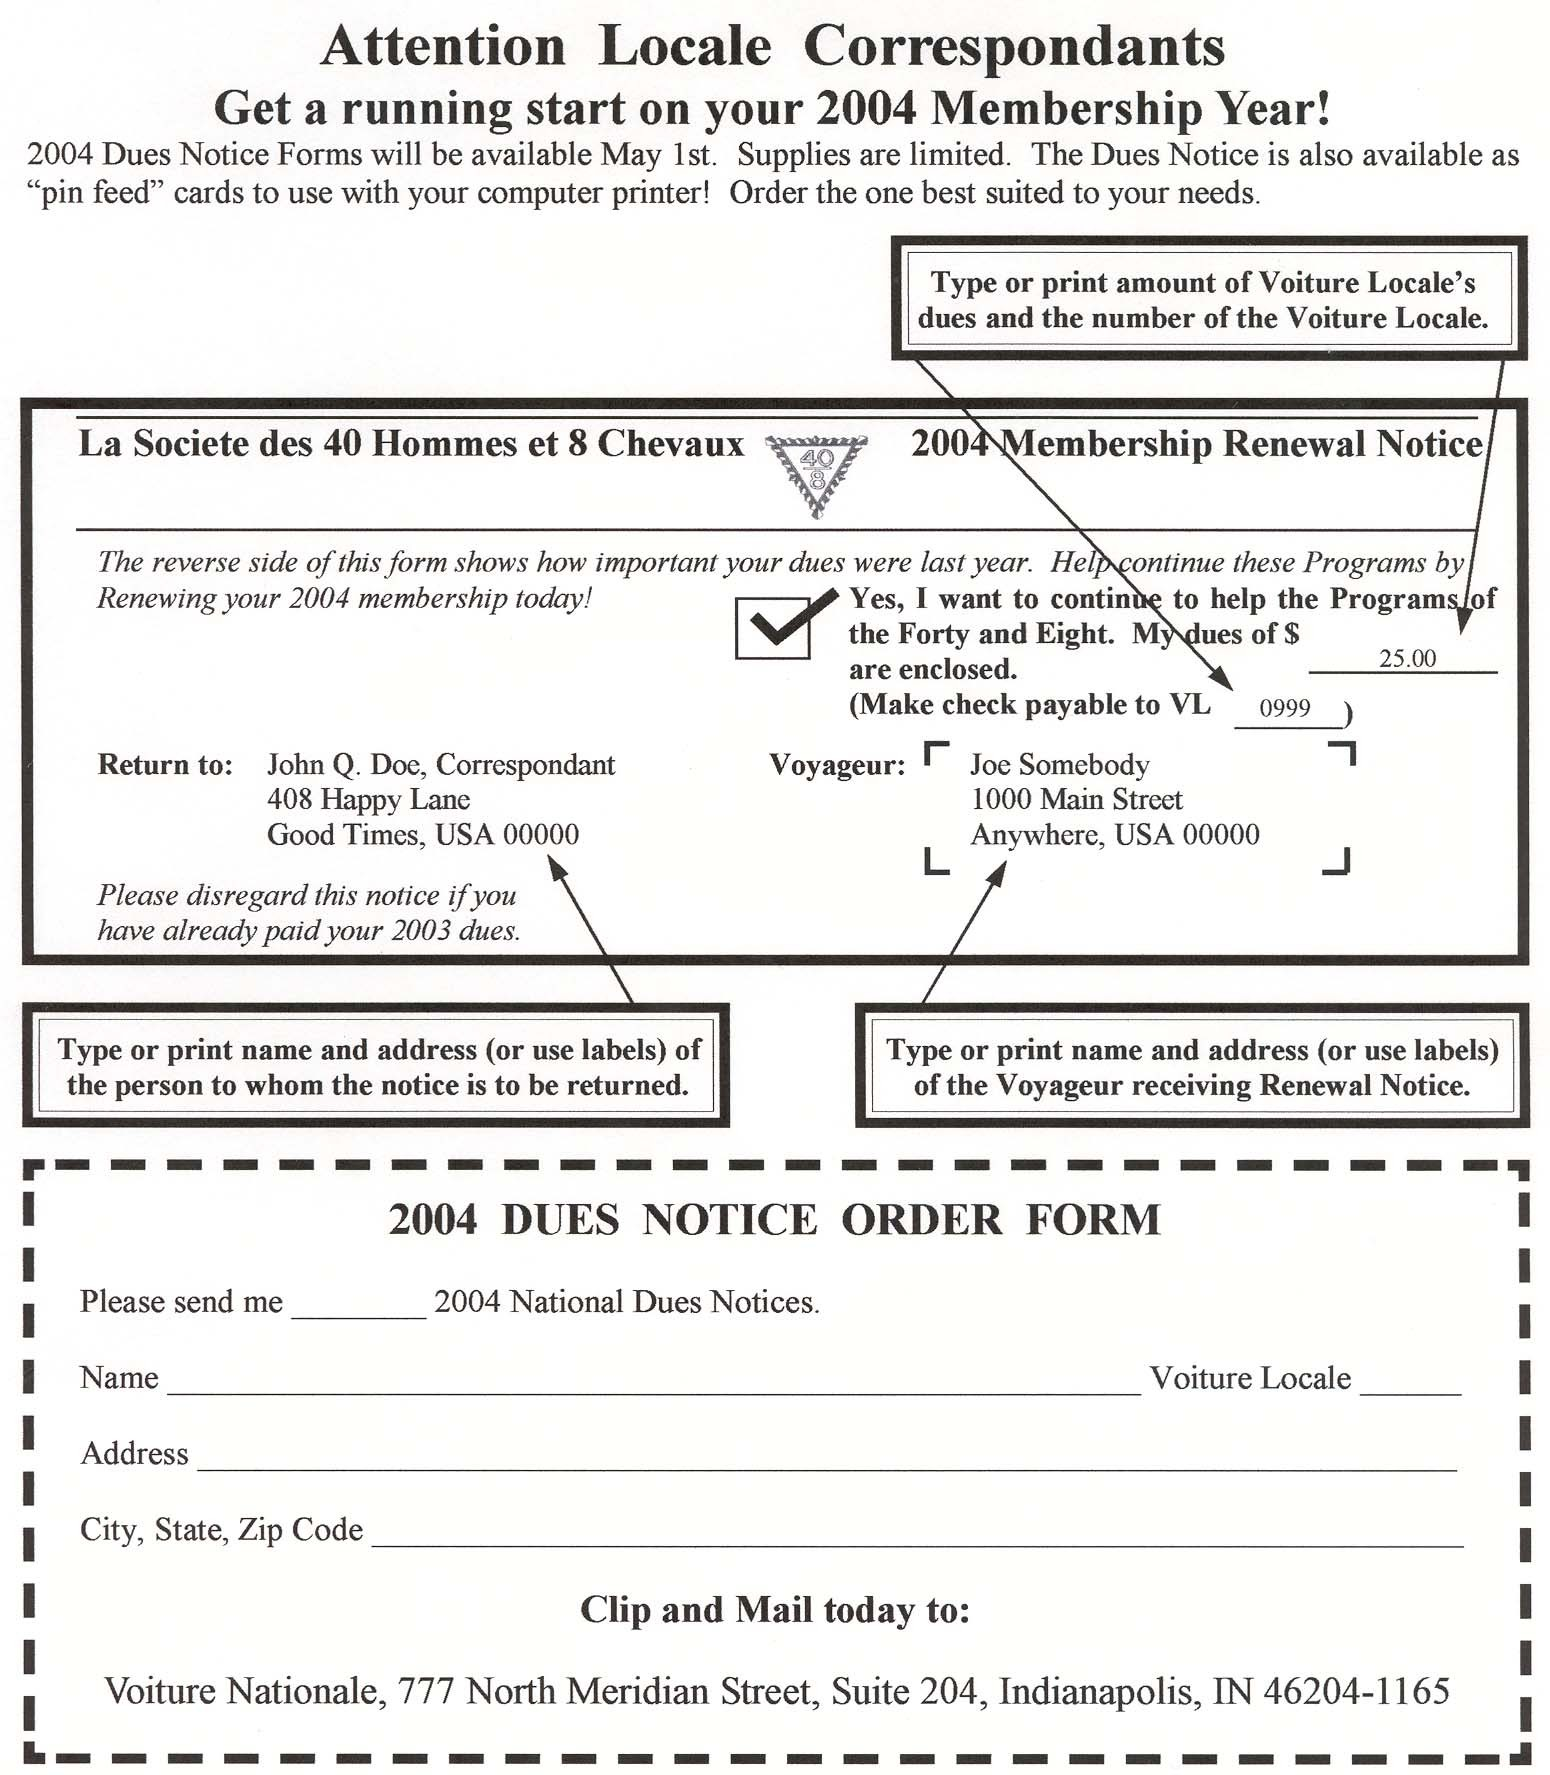 Attention Locale Correspondants
Get a running start on your 2004 Membership Year!
2004 Dues Notice Forms will be available May 1st. Supplies are limited. The Dues Notice is also available as
“pin feed” cards to use with your computer printer! Order the one best suited to your needs.
Type or print amount of Voiture Locale’s
dues and the number of the Voiture Locale.
La Societe des 40 Hommes et 8 Chevaux
40
8
2004 Membership Renewal Notice
The reverse side of this form shows how important your dues were last year. Help continue these Programs by
Renewing your 2004 membership today!
Yes, I want to continue to help the Programs of
the Forty and Eight. My dues of $
25.00
are enclosed.
(Make check payable to VL 0999 )
Return to: John Q. Doe, Correspondant
408 Happy Lane
Good Times, USA 00000
Voyageur: Joe Somebody
1000 Main Street
Anywhere, USA 00000
Please disregard this notice if you
have already paid your 2003 dues.
Type or print name and address (or use labels) of
the person to whom the notice is to be returned.
Type or print name and address (or use labels)
of the Voyageur receiving Renewal Notice.
2004 DUES NOTICE ORDER FORM
Please send me ________ 2004 National Dues Notices.
Name ________ Voiture Locale ______
Address ________
City, State, Zip Code ________
Clip and Mail today to:
Voiture Nationale, 777 North Meridian Street, Suite 204, Indianapolis, IN 46204-1165